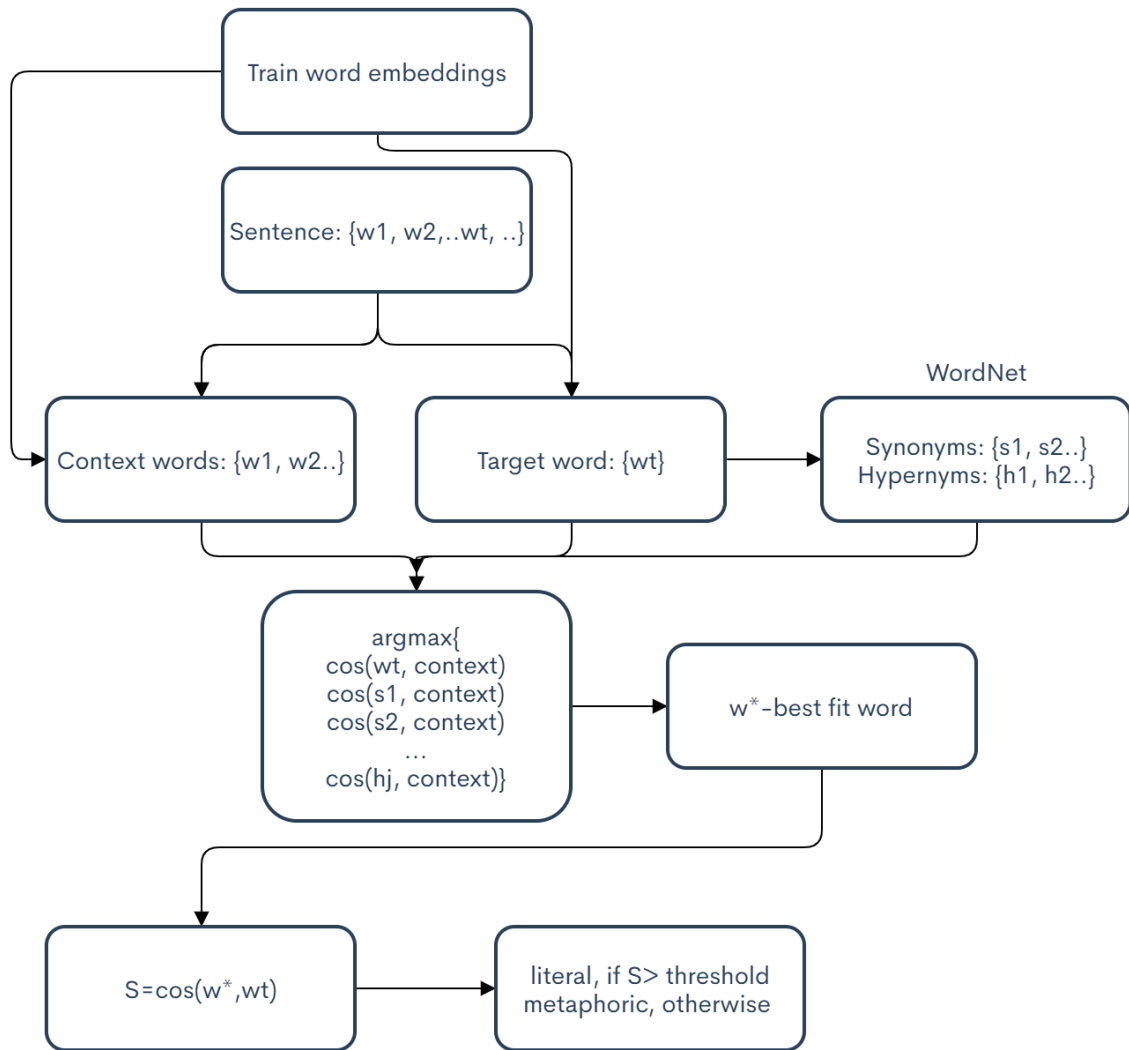 Train word embeddings
Sentence: {w1, w2,..wt, ..}
Context words: {w1, w2..}
Target word: {wt}
WordNet
Synonyms: {s1, s2..}
Hypernyms: {h1, h2..}
argmax{
cos(wt, context)
cos(s1, context)
cos(s2, context)
...
cos(hj, context)}
w*-best fit word
S=cos(w*,wt)
literal, if S> threshold
metaphoric, otherwise